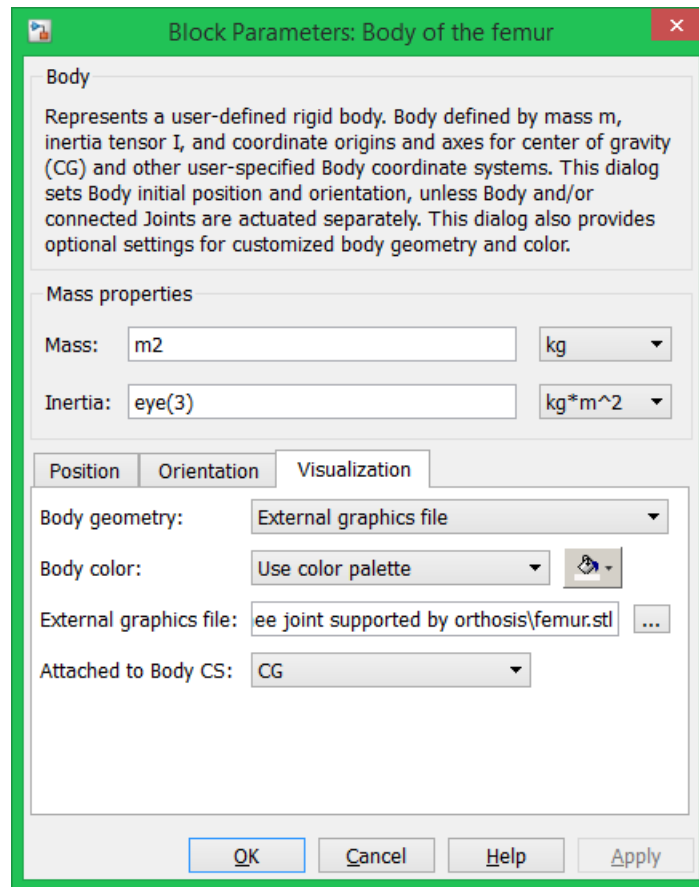 Block Parameters: Body of the femur
Body
Represents a user-defined rigid body. Body defined by mass m,
inertia tensor I, and coordinate origins and axes for center of gravity
(CG) and other user-specified Body coordinate systems. This dialog
sets Body initial position and orientation, unless Body and/or
connected Joints are actuated separately. This dialog also provides
optional settings for customized body geometry and color.
Mass properties
Mass: m2 kg
Inertia: eye(3) kg*m^2
Position Orientation Visualization
Body geometry: External graphics file
Body color: Use color palette
External graphics file: ee joint supported by orthosis\femur.stl ...
Attached to Body CS: CG
OK Cancel Help Apply